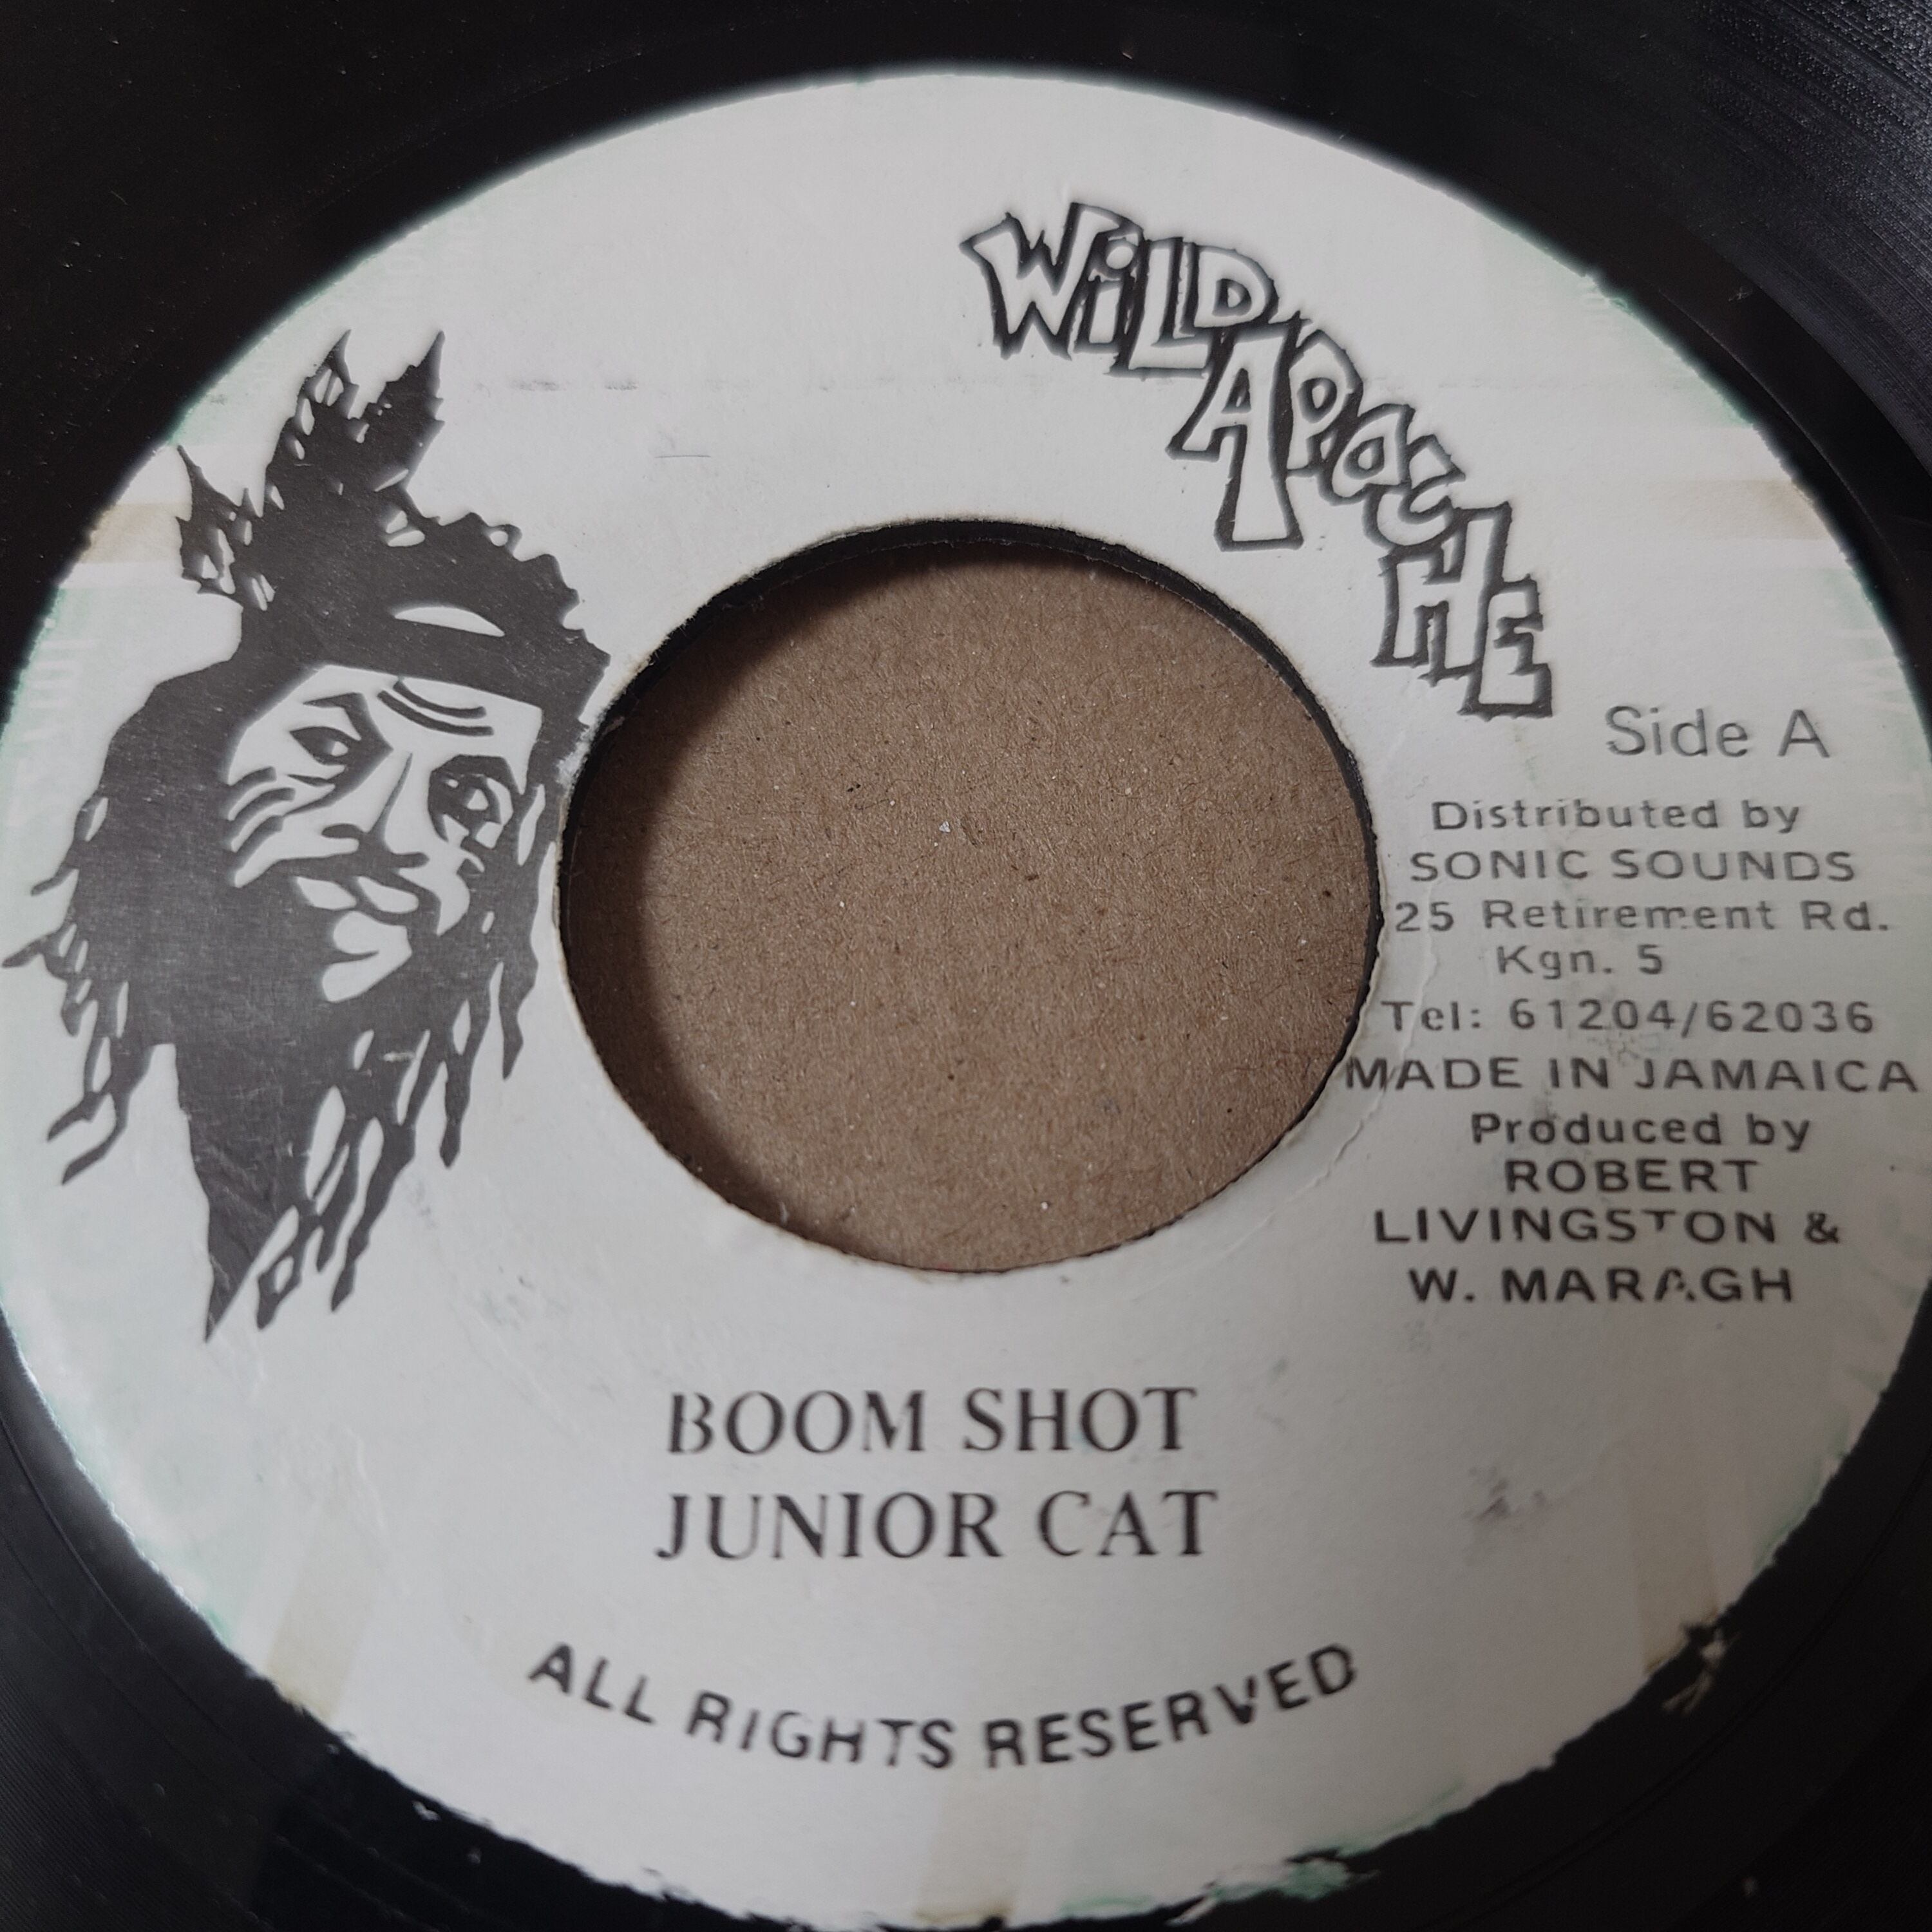 WiLD APACHE
Side A
Distributed by
SONIC SOUNDS
25 Retirement Rd.
Kgn. 5
Tel: 61204/62036
MADE IN JAMAICA
Produced by
ROBERT
LIVINGSTON &
W. MARAGH
BOOM SHOT
JUNIOR CAT
ALL RIGHTS RESERVED